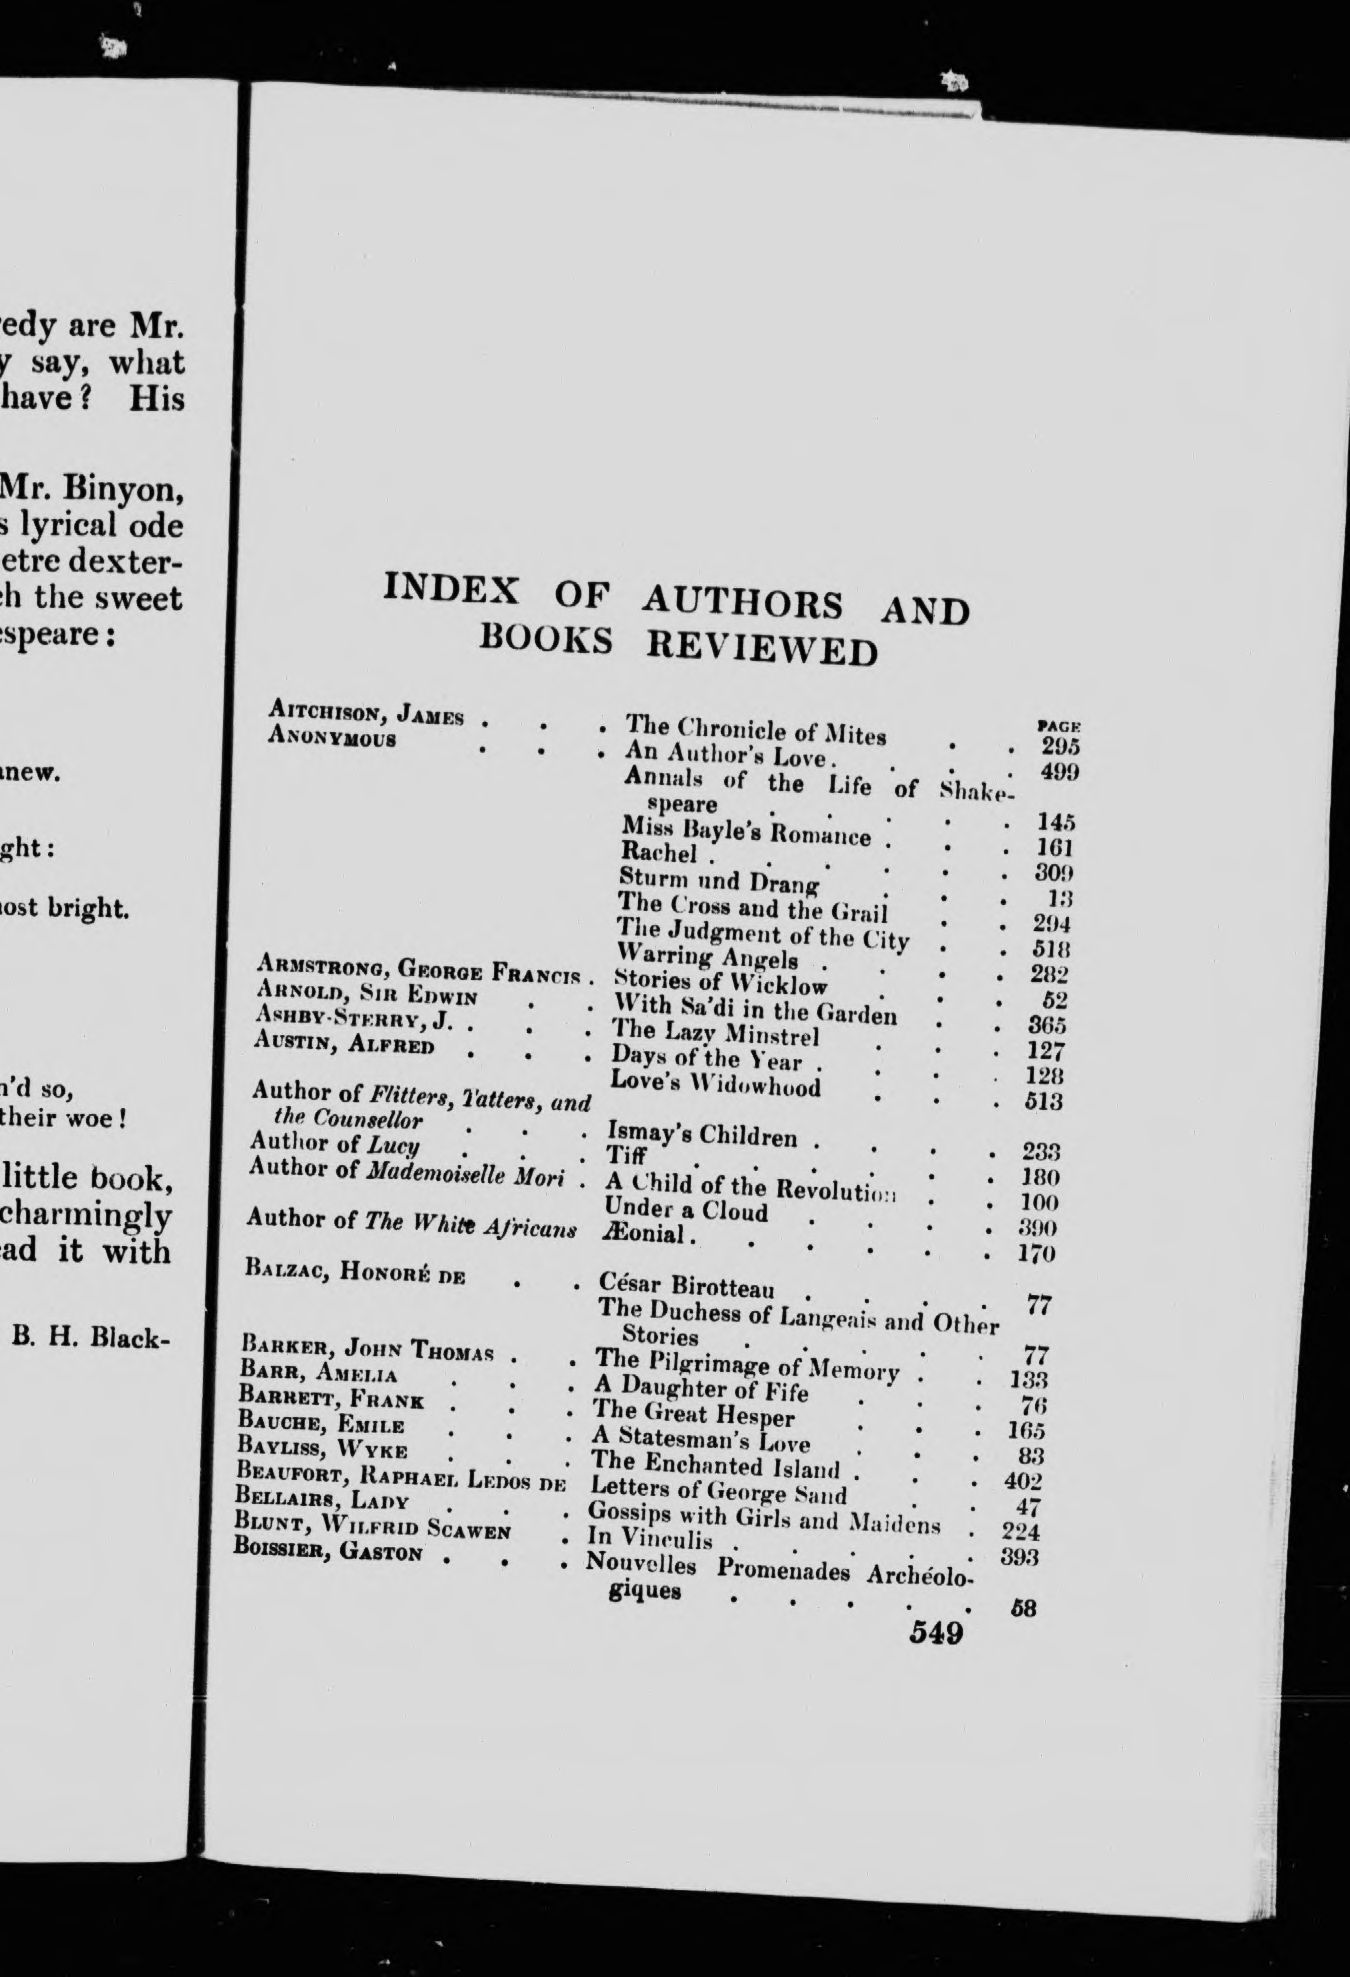 edy are Mr.
y say, what
have? His
Mr. Binyon,
s lyrical ode
etre dexter-
ch the sweet
espeare:
anew.
ght:
ost bright.
n'd so,
their woe!
little book,
charmingly
ead it with
B. H. Black-
INDEX OF AUTHORS AND
BOOKS REVIEWED
PAGE
AITCHISON, JAMES . . . The Chronicle of Mites . . 295
ANONYMOUS . . . An Author's Love . . . . 499
Annals of the Life of Shake-
speare . . . . . 145
Miss Bayle's Romance . . . 161
Rachel . . . . . . 309
Sturm und Drang . . . 13
The Cross and the Grail . . 294
The Judgment of the City . . 518
Warring Angels . . . . 282
ARMSTRONG, GEORGE FRANCIS . Stories of Wicklow . . . 52
ARNOLD, SIR EDWIN . . With Sa'di in the Garden . . 365
ASHBY-STERRY, J. . . . The Lazy Minstrel . . . 127
AUSTIN, ALFRED . . . Days of the Year . . . . 128
Love's Widowhood . . . 513
Author of Flitters, Tatters, and
the Counsellor . . . Ismay's Children . . . . 233
Author of Lucy . . . Tiff . . . . . . 180
Author of Mademoiselle Mori . A Child of the Revolution . . 100
Under a Cloud . . . . 390
Author of The White Africans Æonial . . . . . . 170
BALZAC, HONORÉ DE . . César Birotteau . . . . 77
The Duchess of Langeais and Other
Stories . . . . . 77
BARKER, JOHN THOMAS . . The Pilgrimage of Memory . . 133
BARR, AMELIA . . . A Daughter of Fife . . . 76
BARRETT, FRANK . . . The Great Hesper . . . 165
BAUCHE, EMILE . . . A Statesman's Love . . . 83
BAYLISS, WYKE . . . The Enchanted Island . . . 402
BEAUFORT, RAPHAEL LEDOS DE Letters of George Sand . . 47
BELLAIRS, LADY . . . Gossips with Girls and Maidens . 224
BLUNT, WILFRID SCAWEN . In Vinculis . . . . . 393
BOISSIER, GASTON . . . Nouvelles Promenades Archéolo-
giques . . . . . 58
549